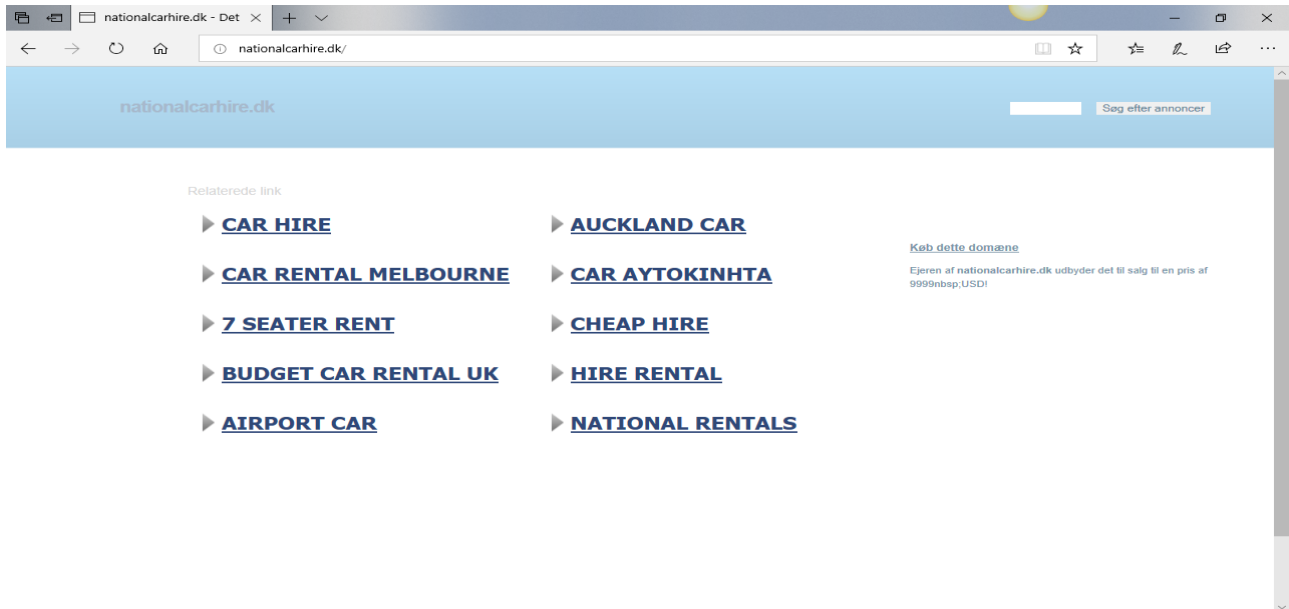 nationalcarhire.dk - Det
nationalcarhire.dk/
nationalcarhire.dk
Søg efter annoncer
Relaterede link
CAR HIRE
AUCKLAND CAR
CAR RENTAL MELBOURNE
CAR AYTOKINHTA
7 SEATER RENT
CHEAP HIRE
BUDGET CAR RENTAL UK
HIRE RENTAL
AIRPORT CAR
NATIONAL RENTALS
Køb dette domæne
Ejeren af nationalcarhire.dk udbyder det til salg til en pris af
9999nbsp;USD!